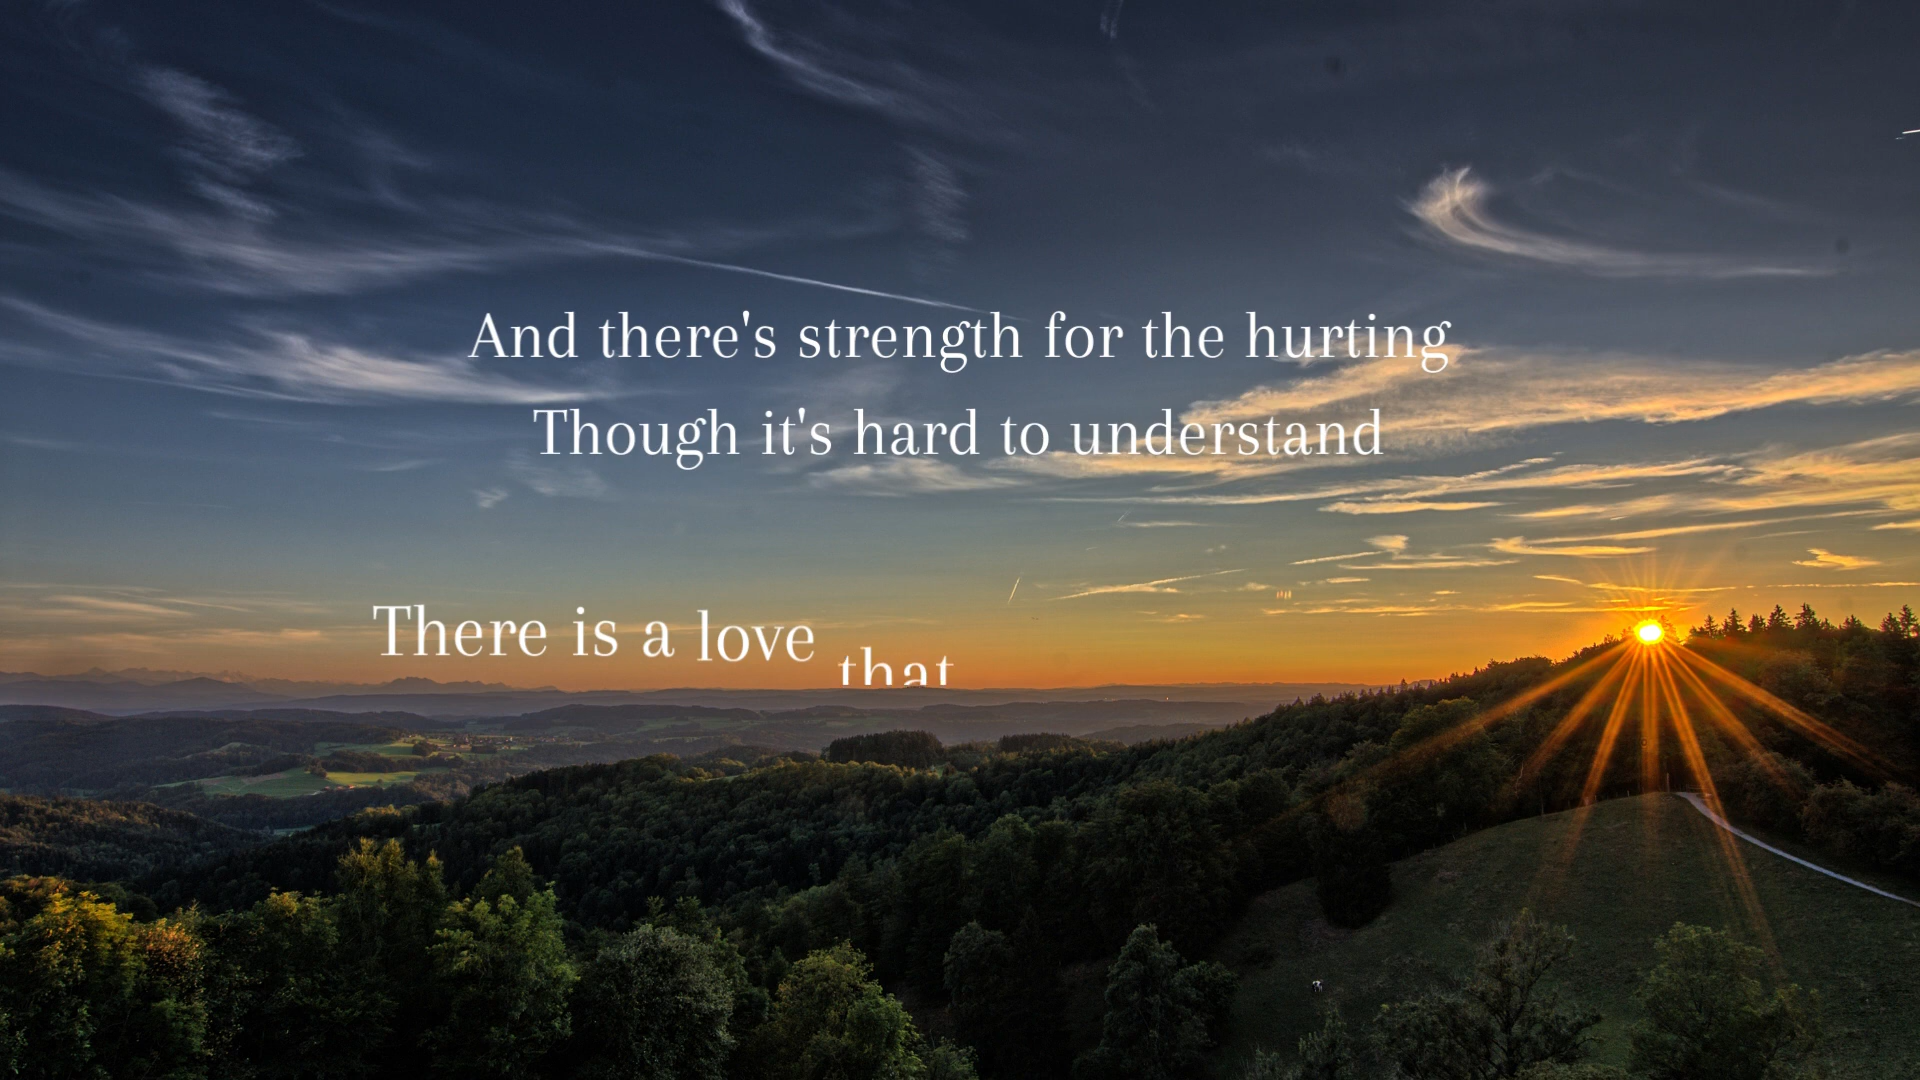 And there's strength for the hurting
Though it's hard to understand
There is a love that